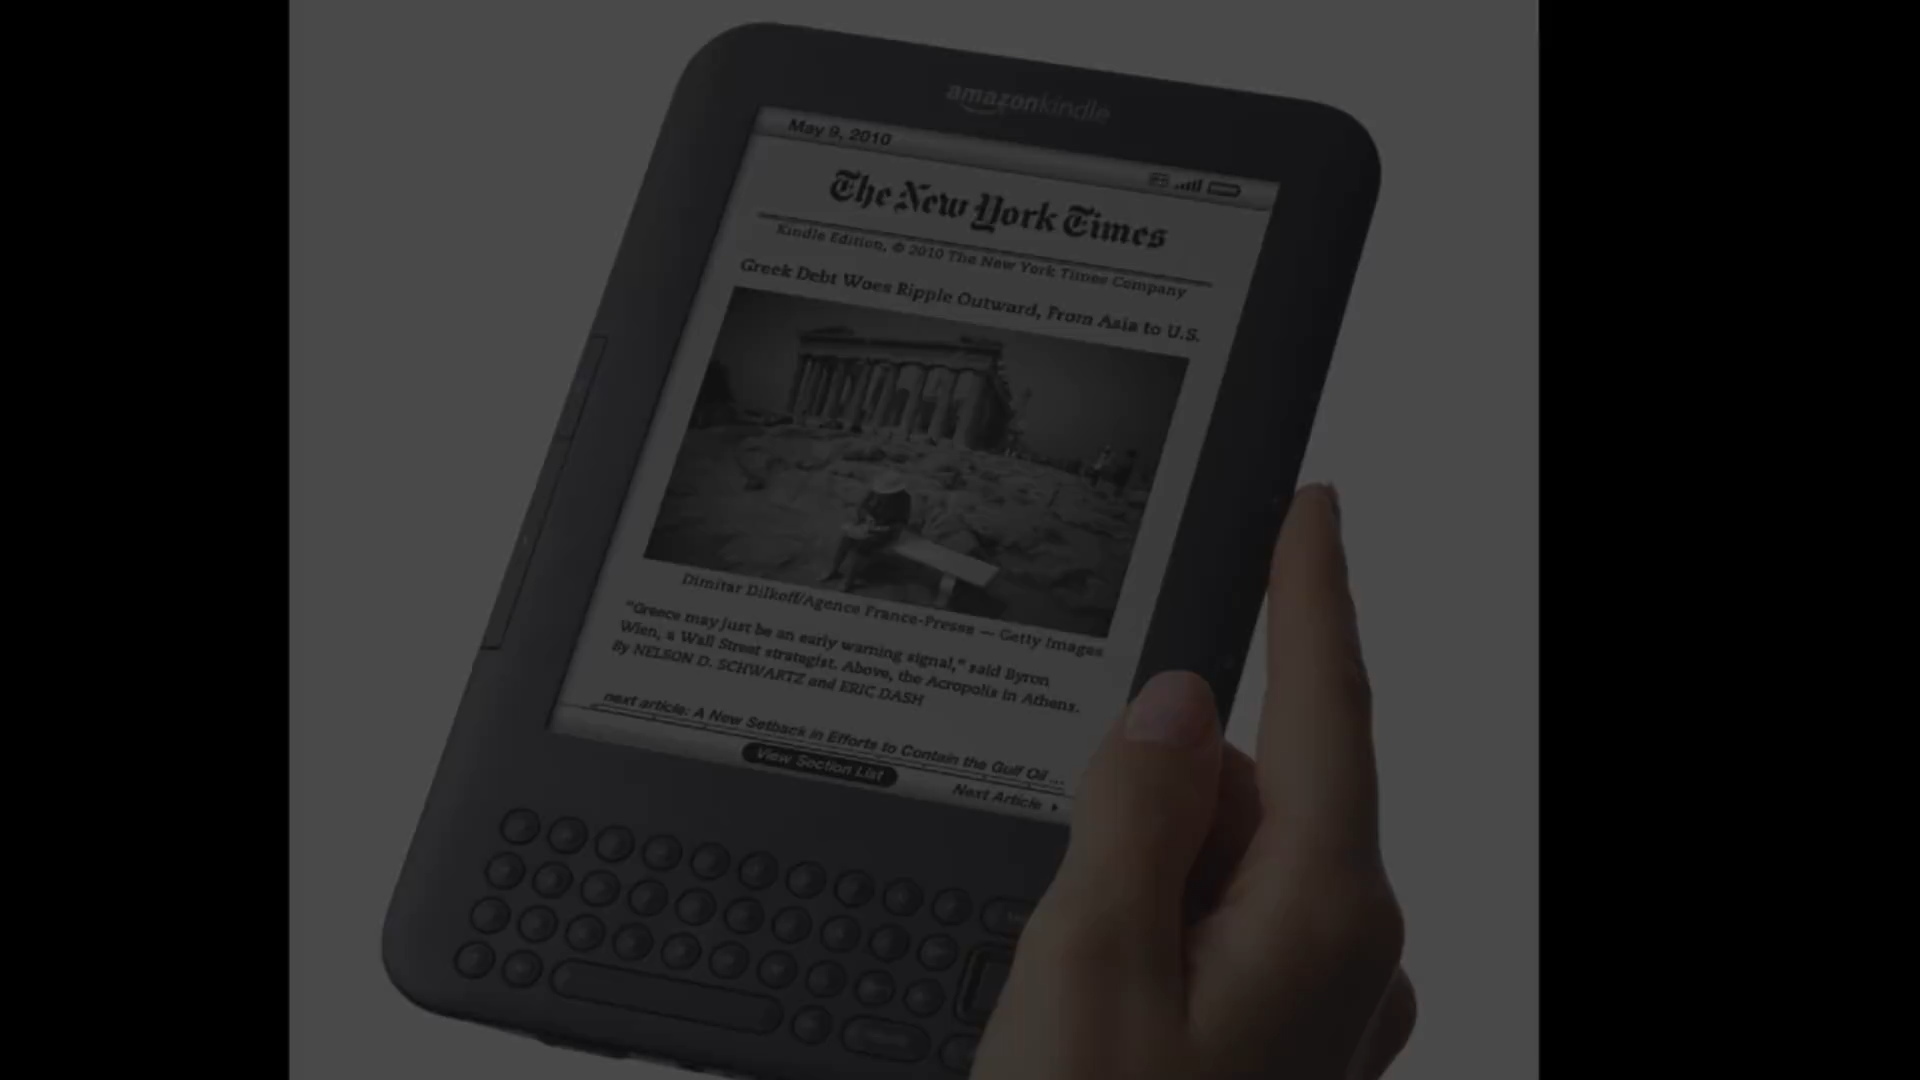 amazonkindle
May 9, 2010
The New York Times
Kindle Edition, © 2010 The New York Times Company
Greek Debt Woes Ripple Outward, From Asia to U.S.
Dimitar Dilkoff/Agence France-Presse — Getty Images
"Greece may just be an early warning signal," said Byron
Wien, a Wall Street strategist. Above, the Acropolis in Athens.
By NELSON D. SCHWARTZ and ERIC DASH
next article: A New Setback in Efforts to Contain the Gulf Oil ...
View Section List
Next Article